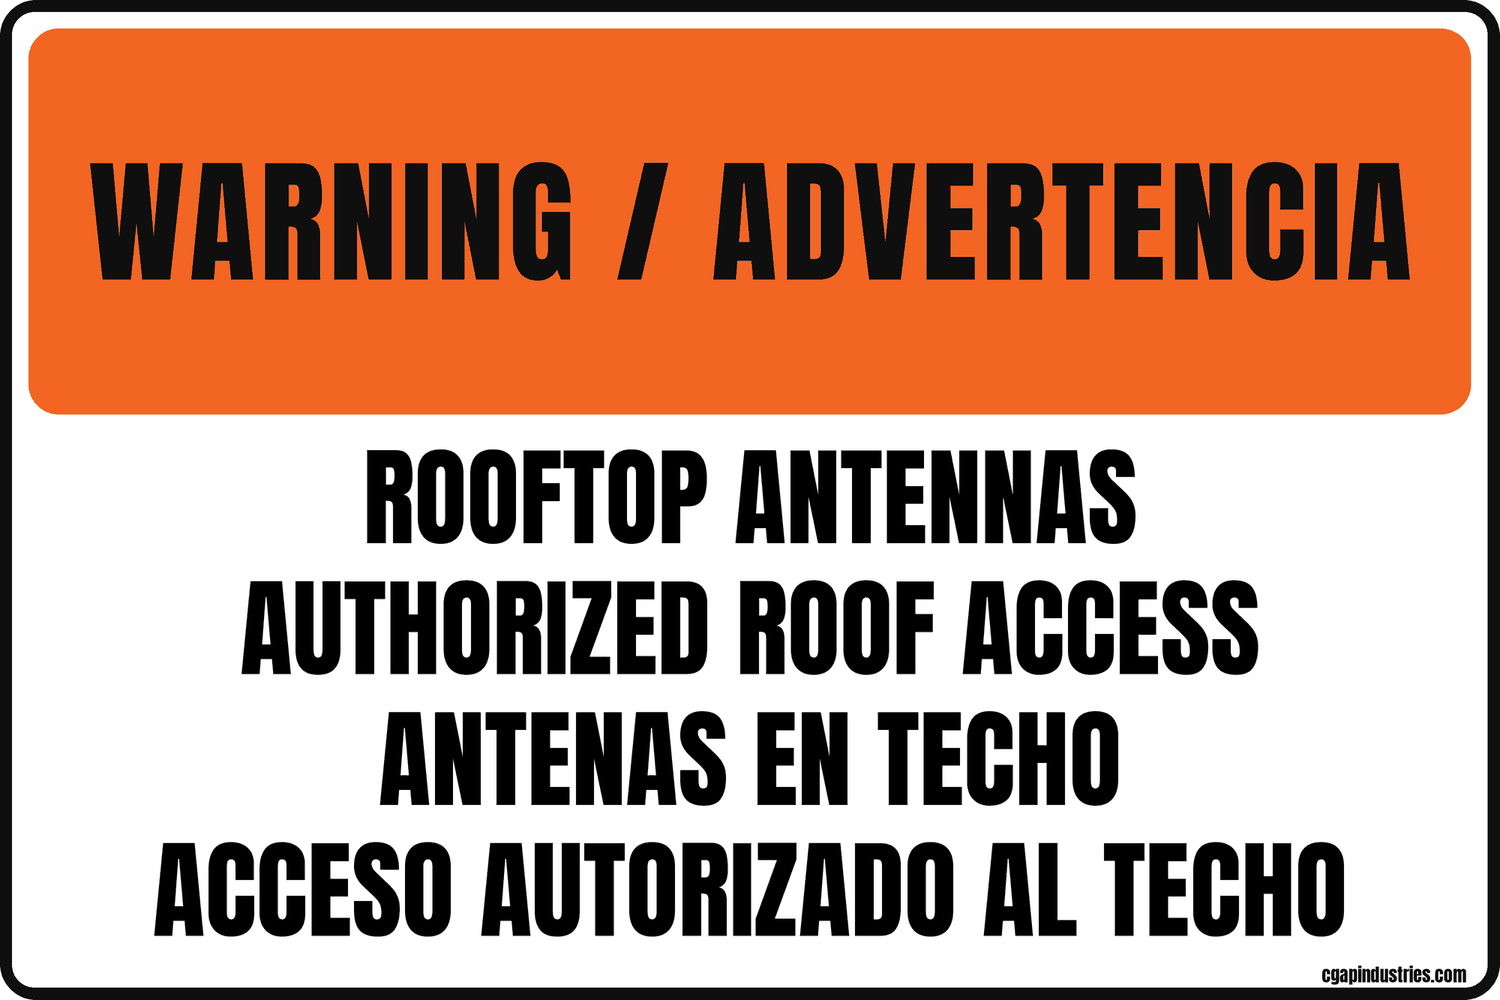 WARNING / ADVERTENCIA
ROOFTOP ANTENNAS
AUTHORIZED ROOF ACCESS
ANTENAS EN TECHO
ACCESO AUTORIZADO AL TECHO
cgapindustries.com